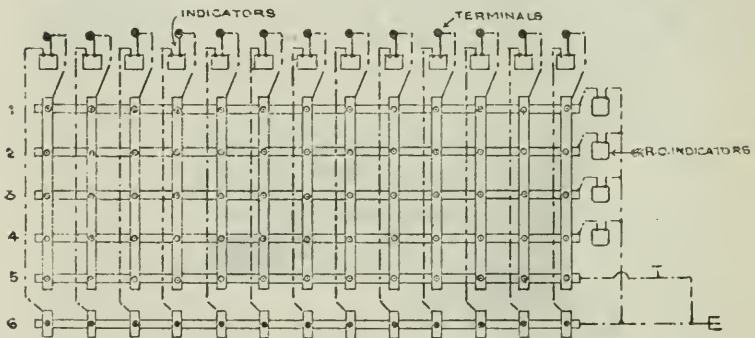 INDICATORS
TERMINALS
1
2
R.O. INDICATORS
3
4
5
T
6
E